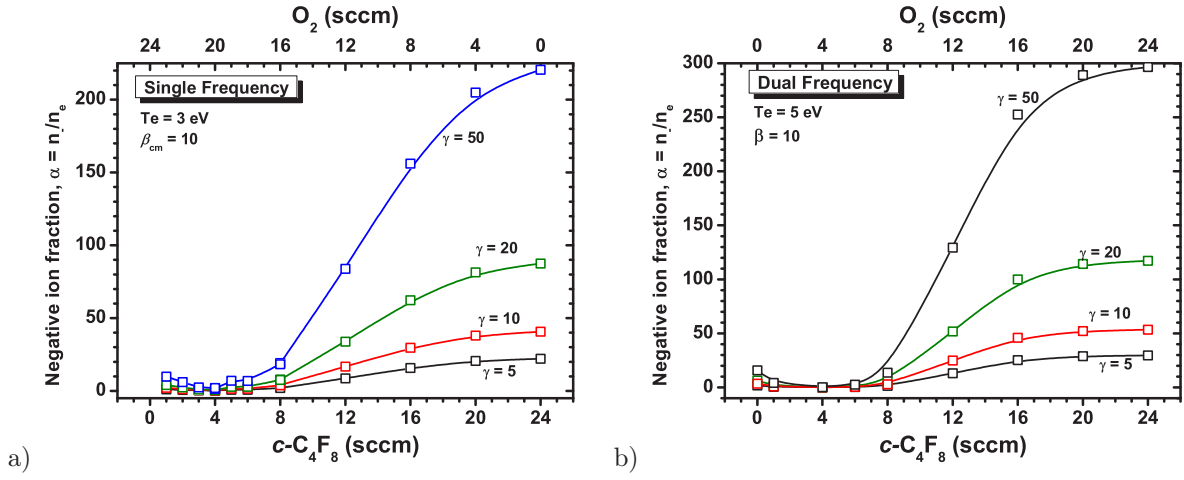 O2 (sccm)
24 20 16 12 8 4 0
Single Frequency
Te = 3 eV
βcm = 10
γ = 50
γ = 20
γ = 10
γ = 5
200
150
100
50
0
Negative ion fraction, α = n-/ne
0 4 8 12 16 20 24
c-C4F8 (sccm)
a)
O2 (sccm)
0 4 8 12 16 20 24
Dual Frequency
Te = 5 eV
β = 10
γ = 50
γ = 20
γ = 10
γ = 5
300
250
200
150
100
50
0
Negative ion fraction, α = n-/ne
0 4 8 12 16 20 24
c-C4F8 (sccm)
b)